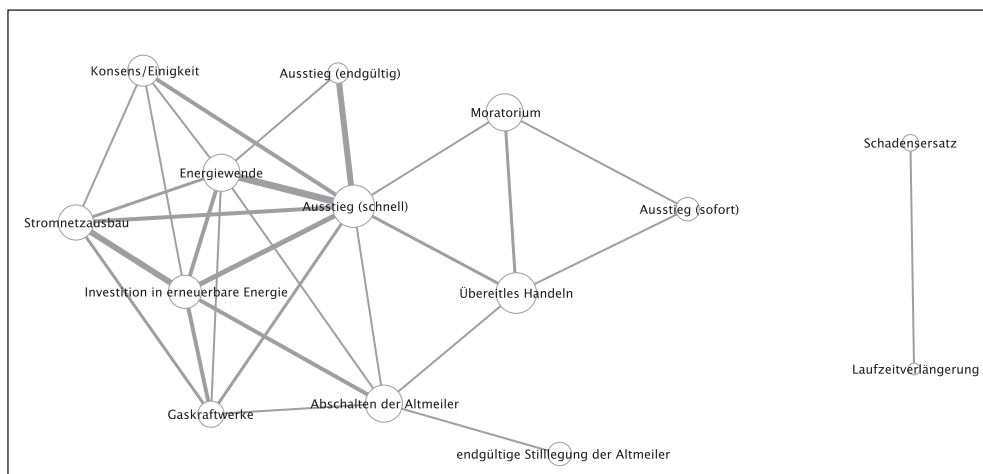 Konsens/Einigkeit
Ausstieg (endgültig)
Moratorium
Schadensersatz
Energiewende
Ausstieg (schnell)
Ausstieg (sofort)
Stromnetzausbau
Investition in erneuerbare Energie
Übereitles Handeln
Laufzeitverlängerung
Abschalten der Altmeiler
Gaskraftwerke
endgültige Stilllegung der Altmeiler